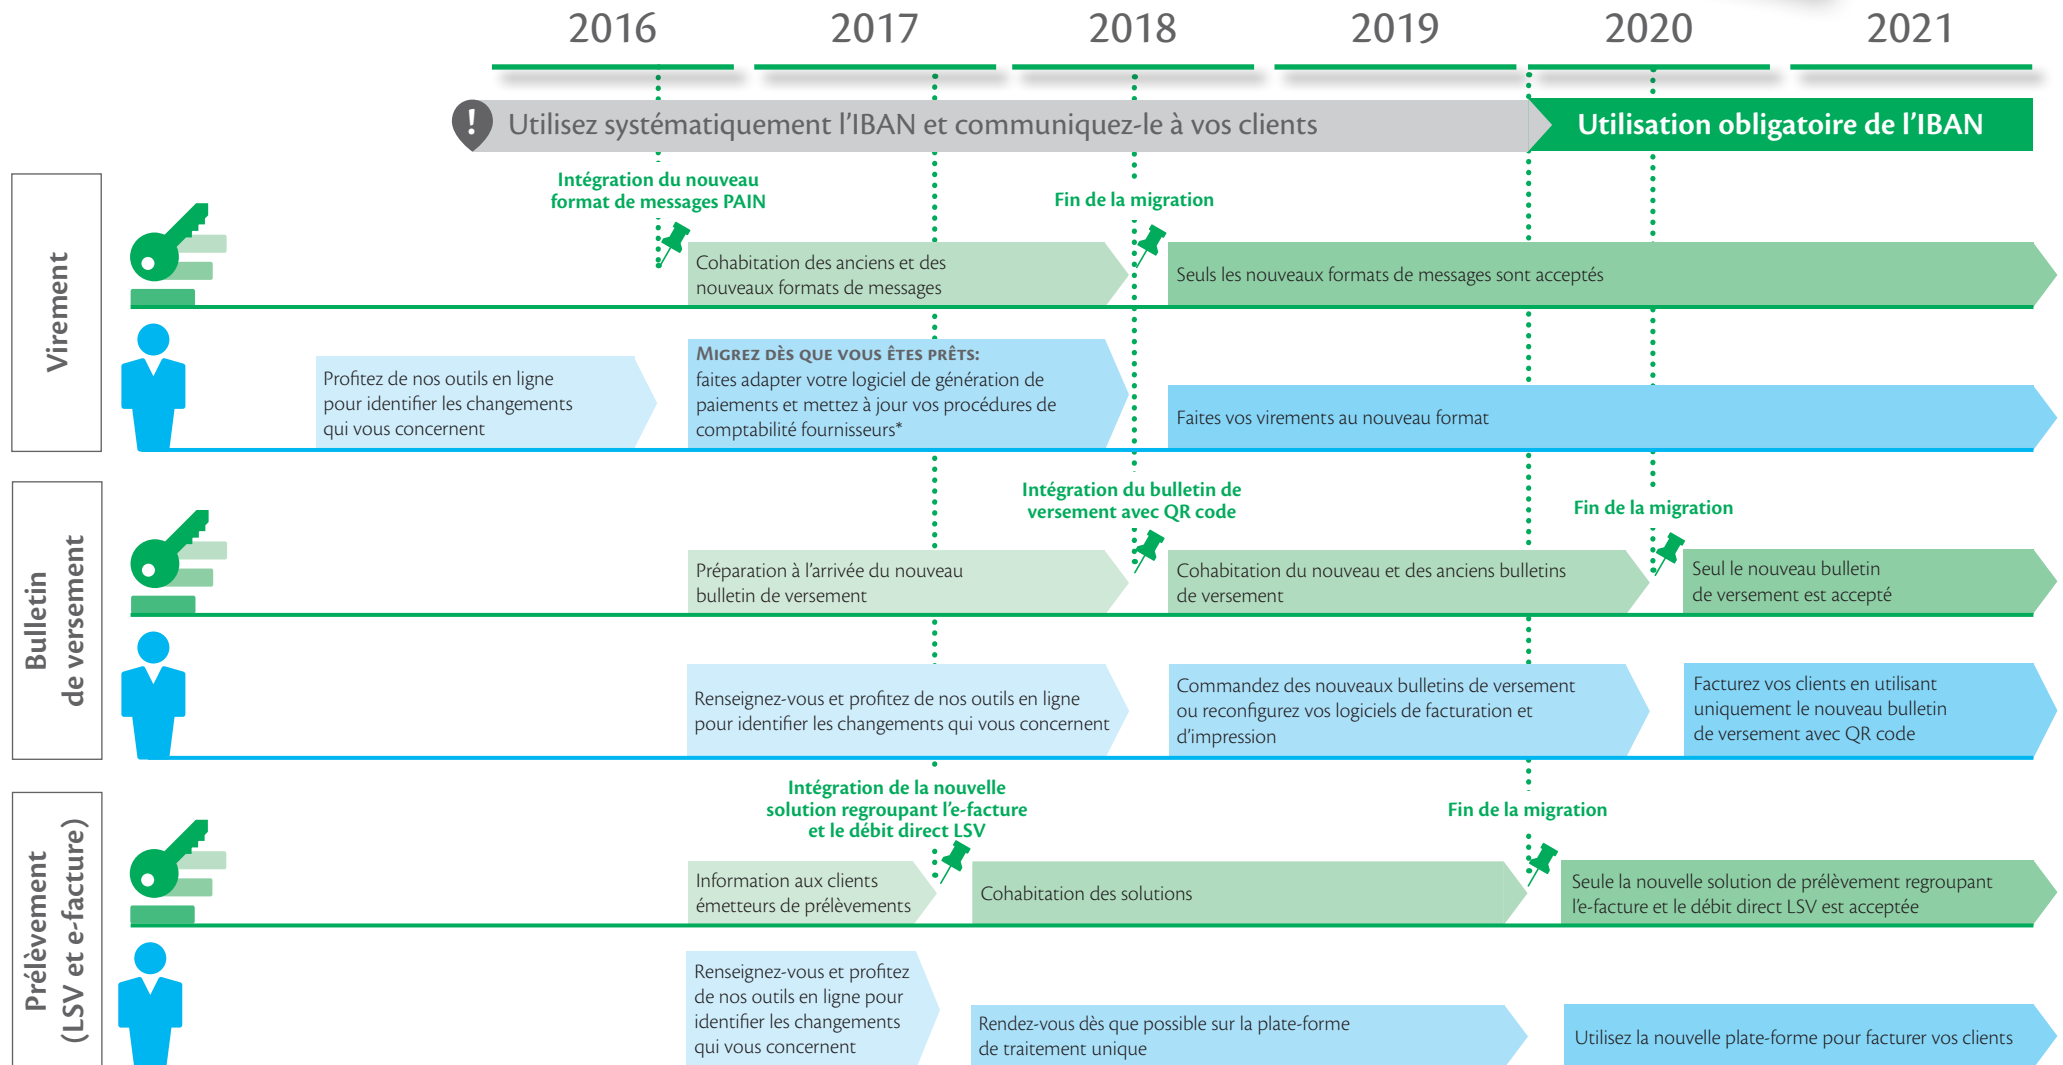 2016 2017 2018 2019 2020 2021
! Utilisez systématiquement l'IBAN et communiquez-le à vos clients
Utilisation obligatoire de l'IBAN
Virement
Intégration du nouveau
format de messages PAIN
Fin de la migration
Cohabitation des anciens et des
nouveaux formats de messages
Seuls les nouveaux formats de messages sont acceptés
Profitez de nos outils en ligne
pour identifier les changements
qui vous concernent
MIGREZ DÈS QUE VOUS ÊTES PRÊTS:
faites adapter votre logiciel de génération de
paiements et mettez à jour vos procédures de
comptabilité fournisseurs*
Faites vos virements au nouveau format
Bulletin
de versement
Intégration du bulletin de
versement avec QR code
Fin de la migration
Préparation à l'arrivée du nouveau
bulletin de versement
Cohabitation du nouveau et des anciens bulletins
de versement
Seul le nouveau bulletin
de versement est accepté
Renseignez-vous et profitez de nos outils en ligne
pour identifier les changements qui vous concernent
Commandez des nouveaux bulletins de versement
ou reconfigurez vos logiciels de facturation et
d'impression
Facturez vos clients en utilisant
uniquement le nouveau bulletin
de versement avec QR code
Prélèvement
(LSV et e-facture)
Intégration de la nouvelle
solution regroupant l'e-facture
et le débit direct LSV
Fin de la migration
Information aux clients
émetteurs de prélèvements
Cohabitation des solutions
Seule la nouvelle solution de prélèvement regroupant
l'e-facture et le débit direct LSV est acceptée
Renseignez-vous et profitez
de nos outils en ligne pour
identifier les changements
qui vous concernent
Rendez-vous dès que possible sur la plate-forme
de traitement unique
Utilisez la nouvelle plate-forme pour facturer vos clients